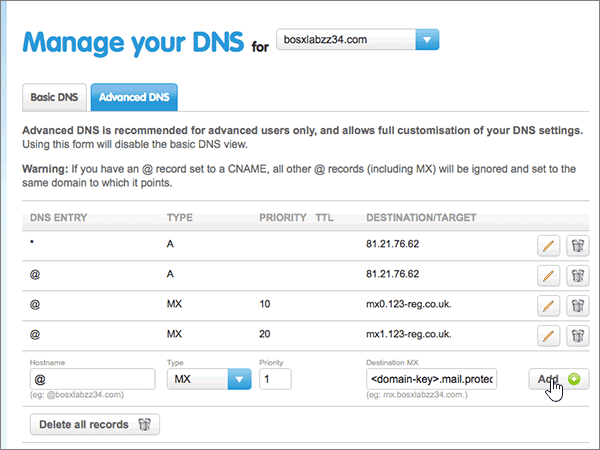 Manage your DNS for bosxlabzz34.com
Basic DNS Advanced DNS
Advanced DNS is recommended for advanced users only, and allows full customisation of your DNS settings.
Using this form will disable the basic DNS view.
Warning: If you have an @ record set to a CNAME, all other @ records (including MX) will be ignored and set to the
same domain to which it points.
DNS ENTRY TYPE PRIORITY TTL DESTINATION/TARGET
* A 81.21.76.62
@ A 81.21.76.62
@ MX 10 mx0.123-reg.co.uk.
@ MX 20 mx1.123-reg.co.uk.
Hostname Type Priority Destination MX
@ MX 1 <domain-key>.mail.protec Add
(eg: @bosxlabzz34.com) (eg: mx.bosxlabzz34.com.)
Delete all records